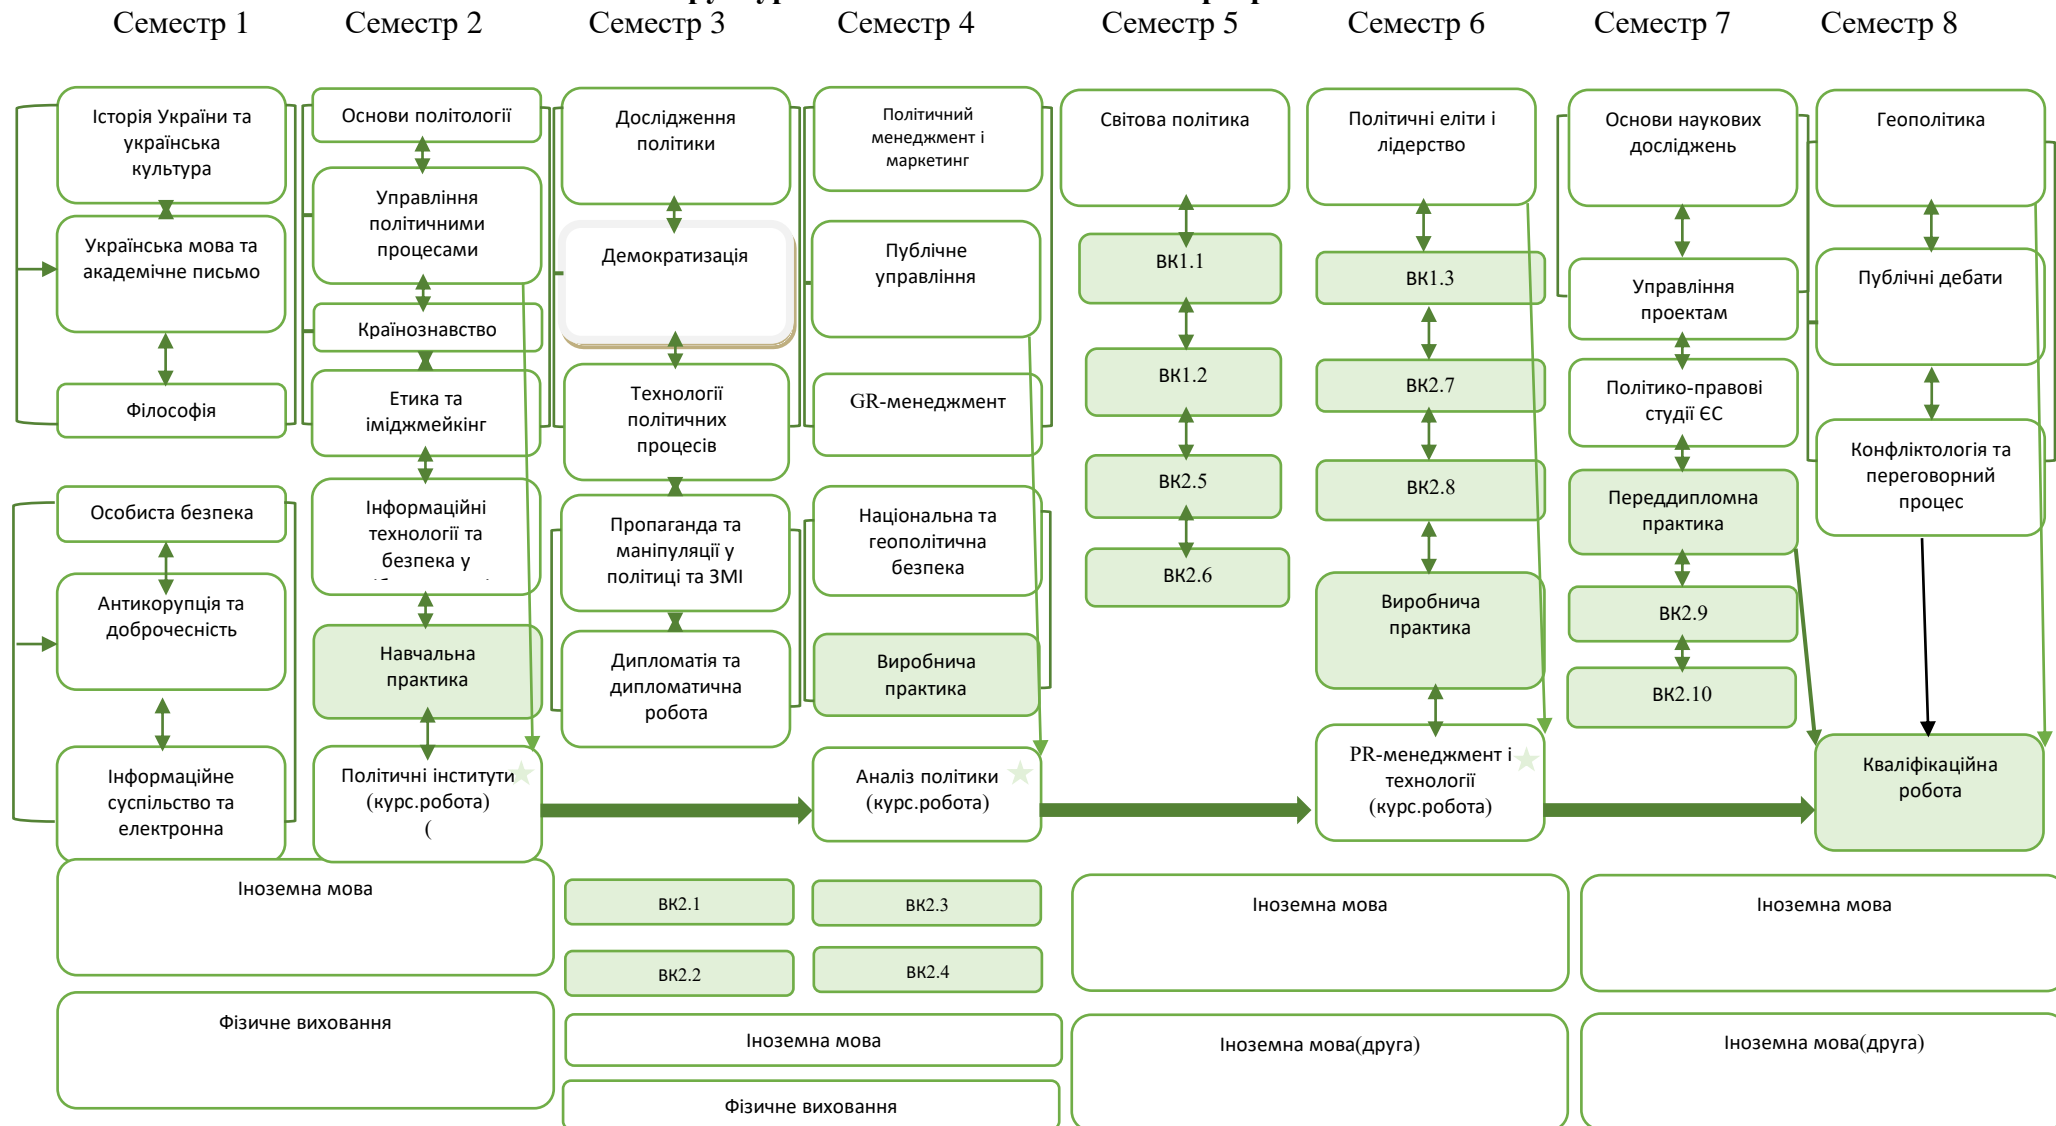 Семестр 1
Семестр 2
Семестр 3
Семестр 4
Семестр 5
Семестр 6
Семестр 7
Семестр 8
Історія України та
українська
культура
Українська мова та
академічне письмо
Філософія
Особиста безпека
Антикорупція та
доброчесність
Інформаційне
суспільство та
електронна
Основи політології
Управління
політичними
процесами
Країнознавство
Етика та
іміджмейкінг
Інформаційні
технології та
безпека у
Навчальна
практика
Політичні інститути
(курс.робота)
(
Дослідження
політики
Демократизація
Технології
політичних
процесів
Пропаганда та
маніпуляції у
політиці та ЗМІ
Дипломатія та
дипломатична
робота
Політичний
менеджмент і
маркетинг
Публічне
управління
GR-менеджмент
Національна та
геополітична
безпека
Виробнича
практика
Аналіз політики
(курс.робота)
Світова політика
ВК1.1
ВК1.2
ВК2.5
ВК2.6
Політичні еліти і
лідерство
ВК1.3
ВК2.7
ВК2.8
Виробнича
практика
PR-менеджмент і
технології
(курс.робота)
Основи наукових
досліджень
Управління
проектам
Політико-правові
студії ЄС
Переддипломна
практика
ВК2.9
ВК2.10
Геополітика
Публічні дебати
Конфліктологія та
переговорний
процес
Кваліфікаційна
робота
Іноземна мова
Фізичне виховання
ВК2.1
ВК2.3
ВК2.2
ВК2.4
Іноземна мова
Фізичне виховання
Іноземна мова
Іноземна мова(друга)
Іноземна мова
Іноземна мова(друга)